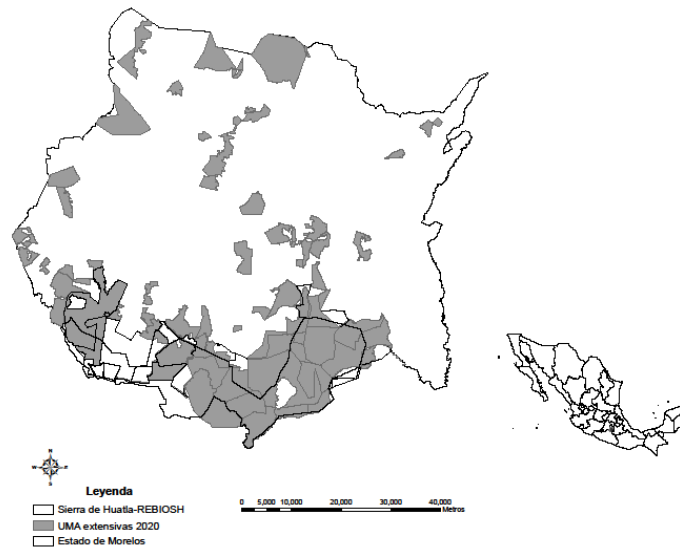 N
W E
S
Leyenda
Sierra de Huatla-REBIOSH
UMA extensivas 2020
Estado de Morelos
0 5,000 10,000 20,000 30,000 40,000
Metros